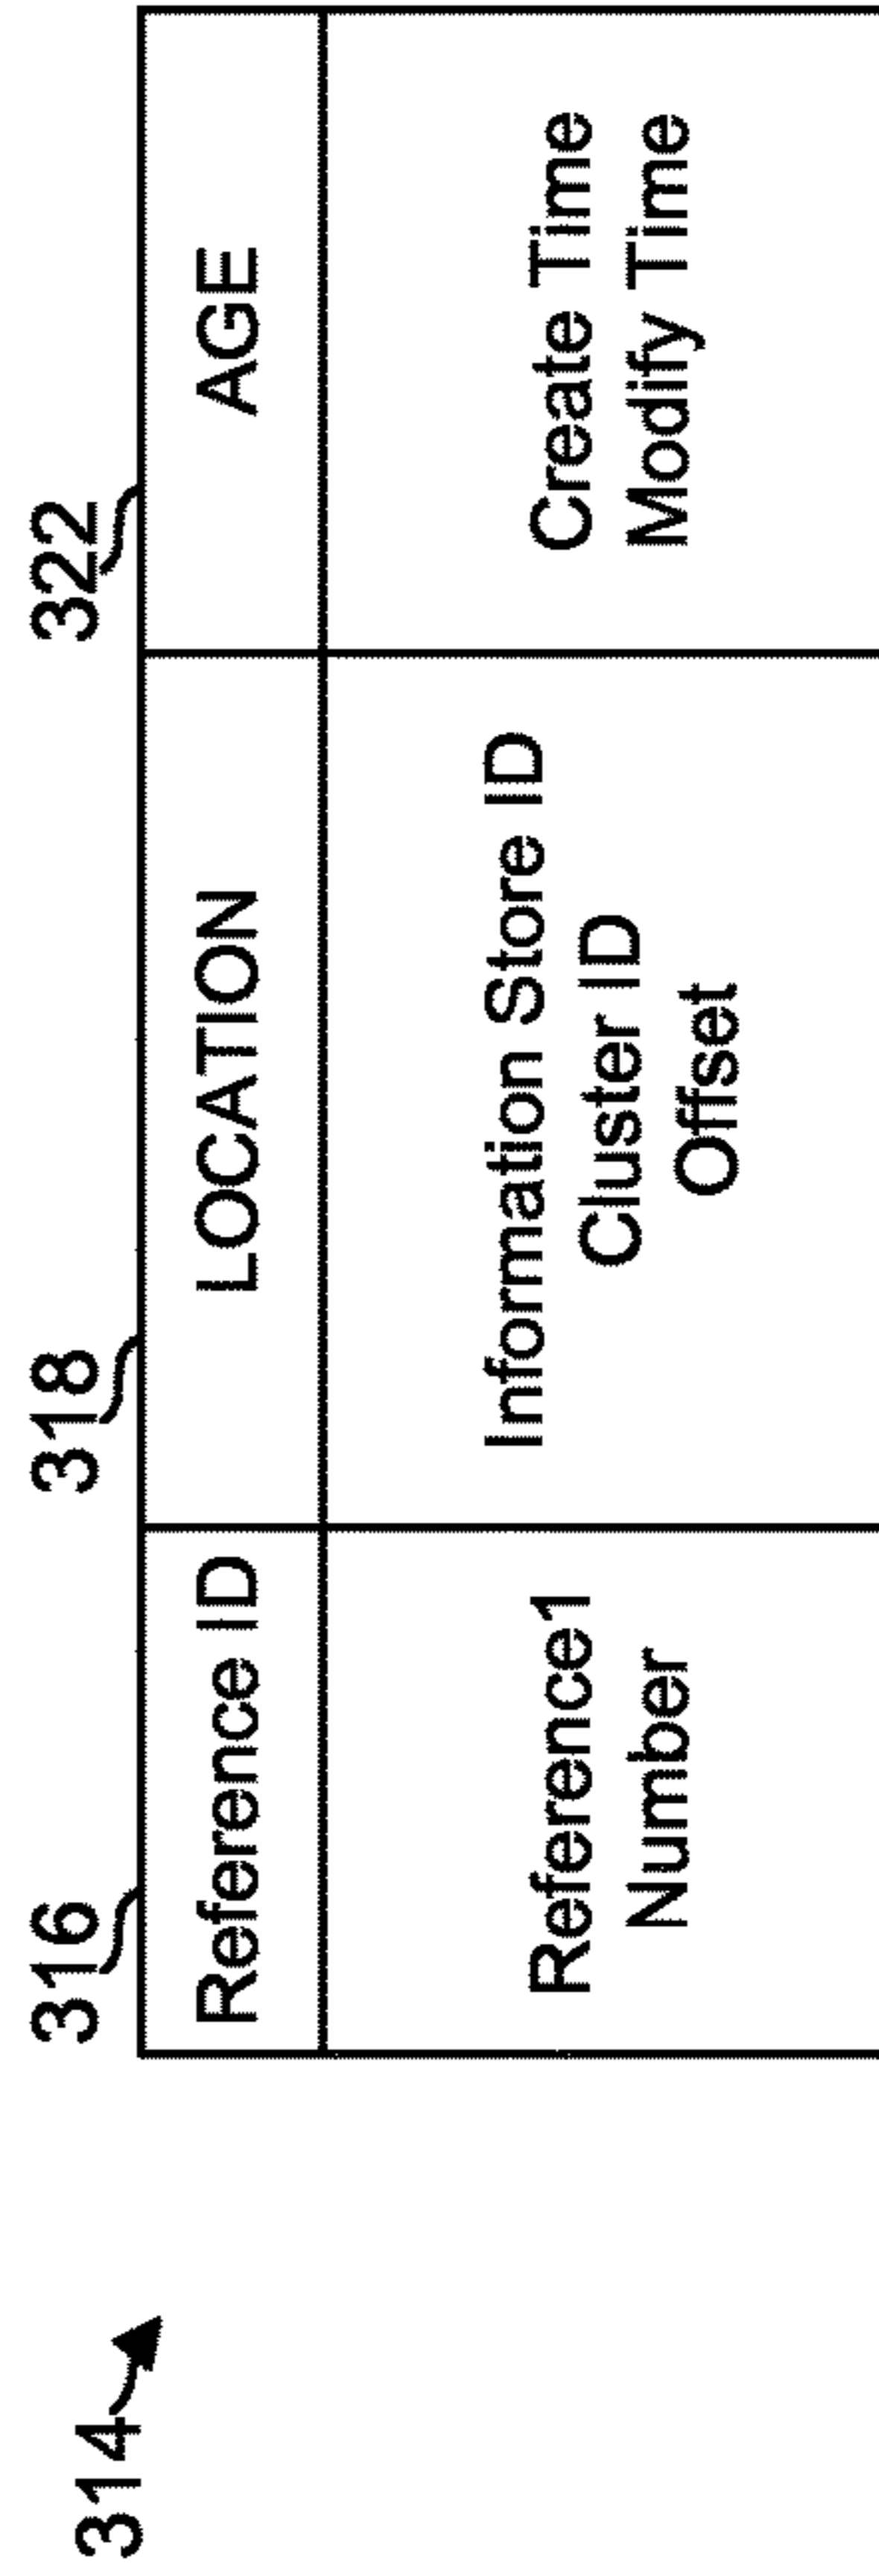 314
316
318
322
Reference ID
LOCATION
AGE
Reference1
Number
Information Store ID
Cluster ID
Offset
Create Time
Modify Time